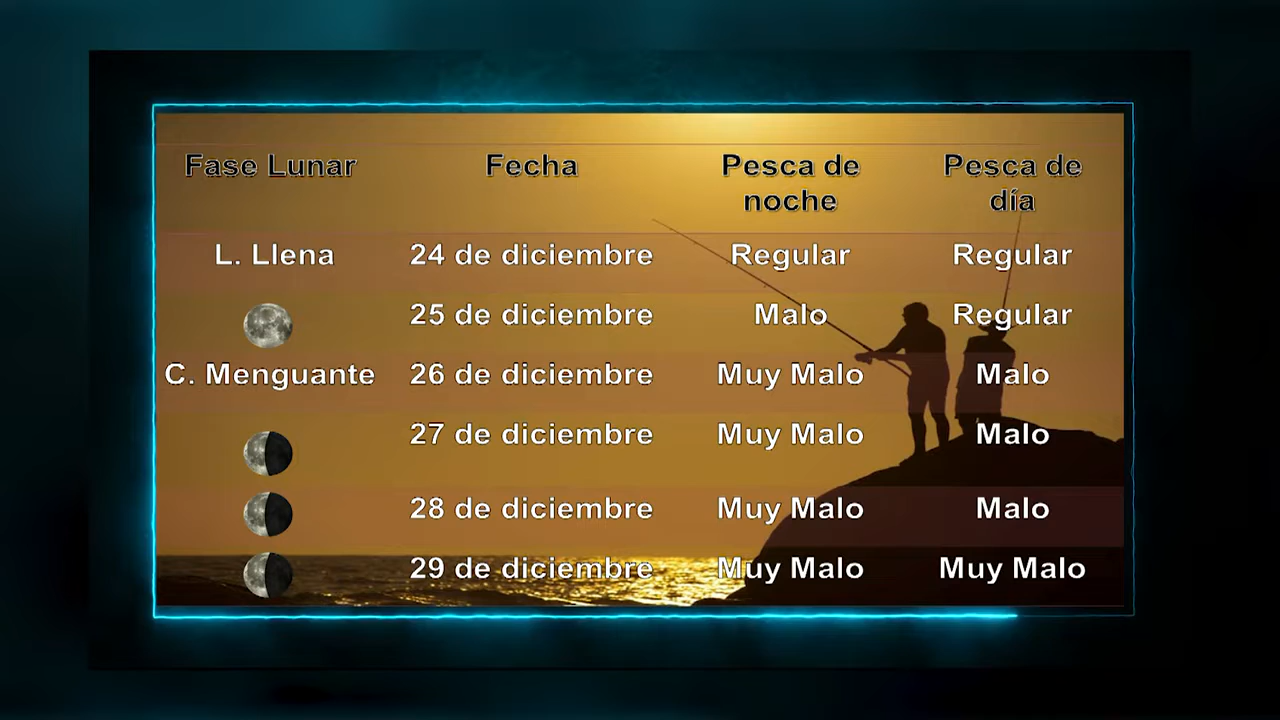 Fase Lunar Fecha Pesca de noche Pesca de día
L. Llena 24 de diciembre Regular Regular
25 de diciembre Malo Regular
C. Menguante 26 de diciembre Muy Malo Malo
27 de diciembre Muy Malo Malo
28 de diciembre Muy Malo Malo
29 de diciembre Muy Malo Muy Malo